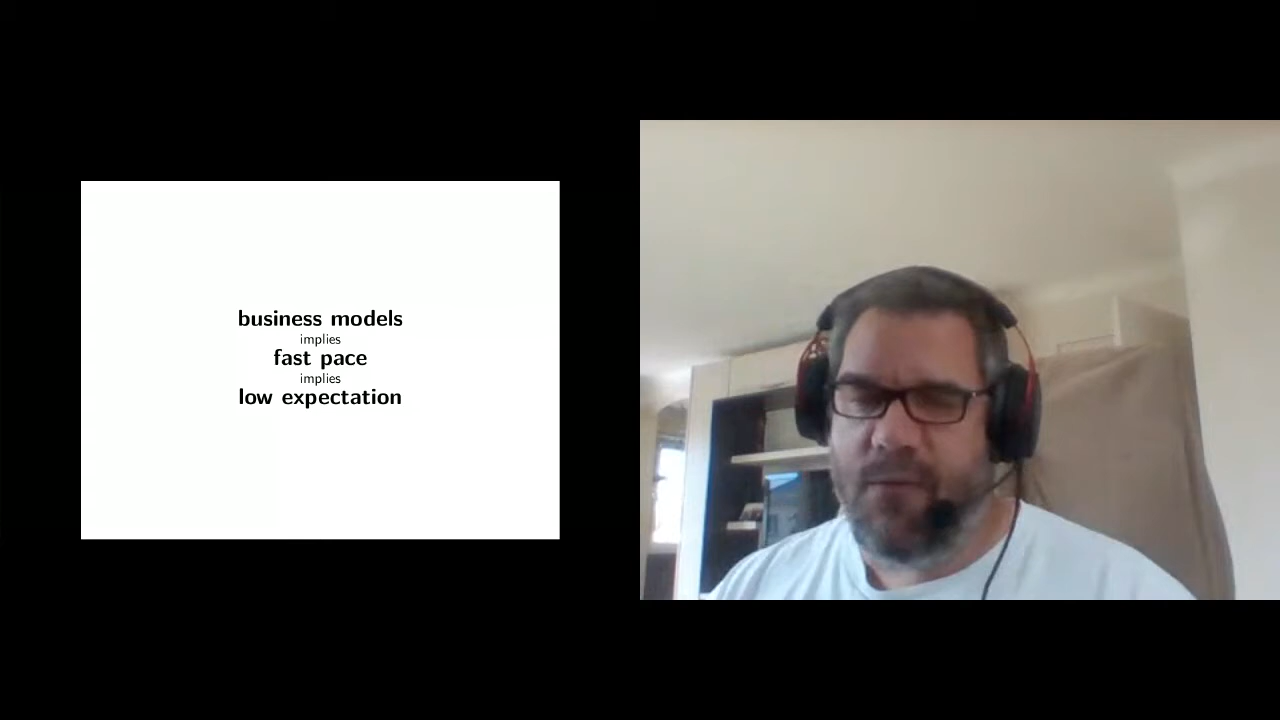 business models
implies
fast pace
implies
low expectation